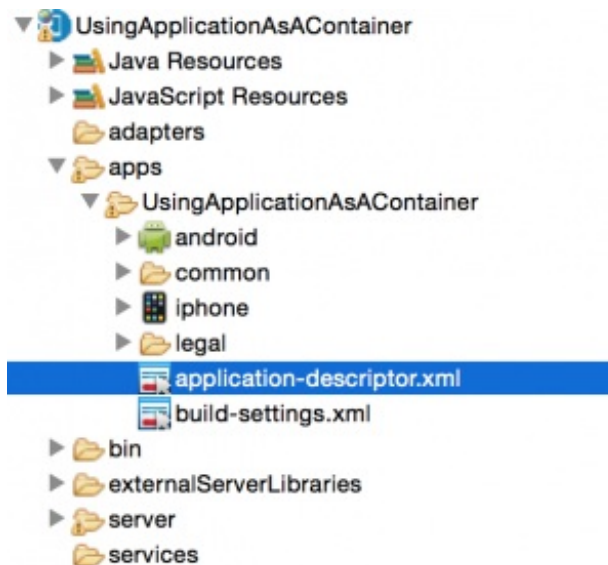 UsingApplicationAsAContainer
Java Resources
JavaScript Resources
adapters
apps
UsingApplicationAsAContainer
android
common
iphone
legal
application-descriptor.xml
build-settings.xml
bin
externalServerLibraries
server
services